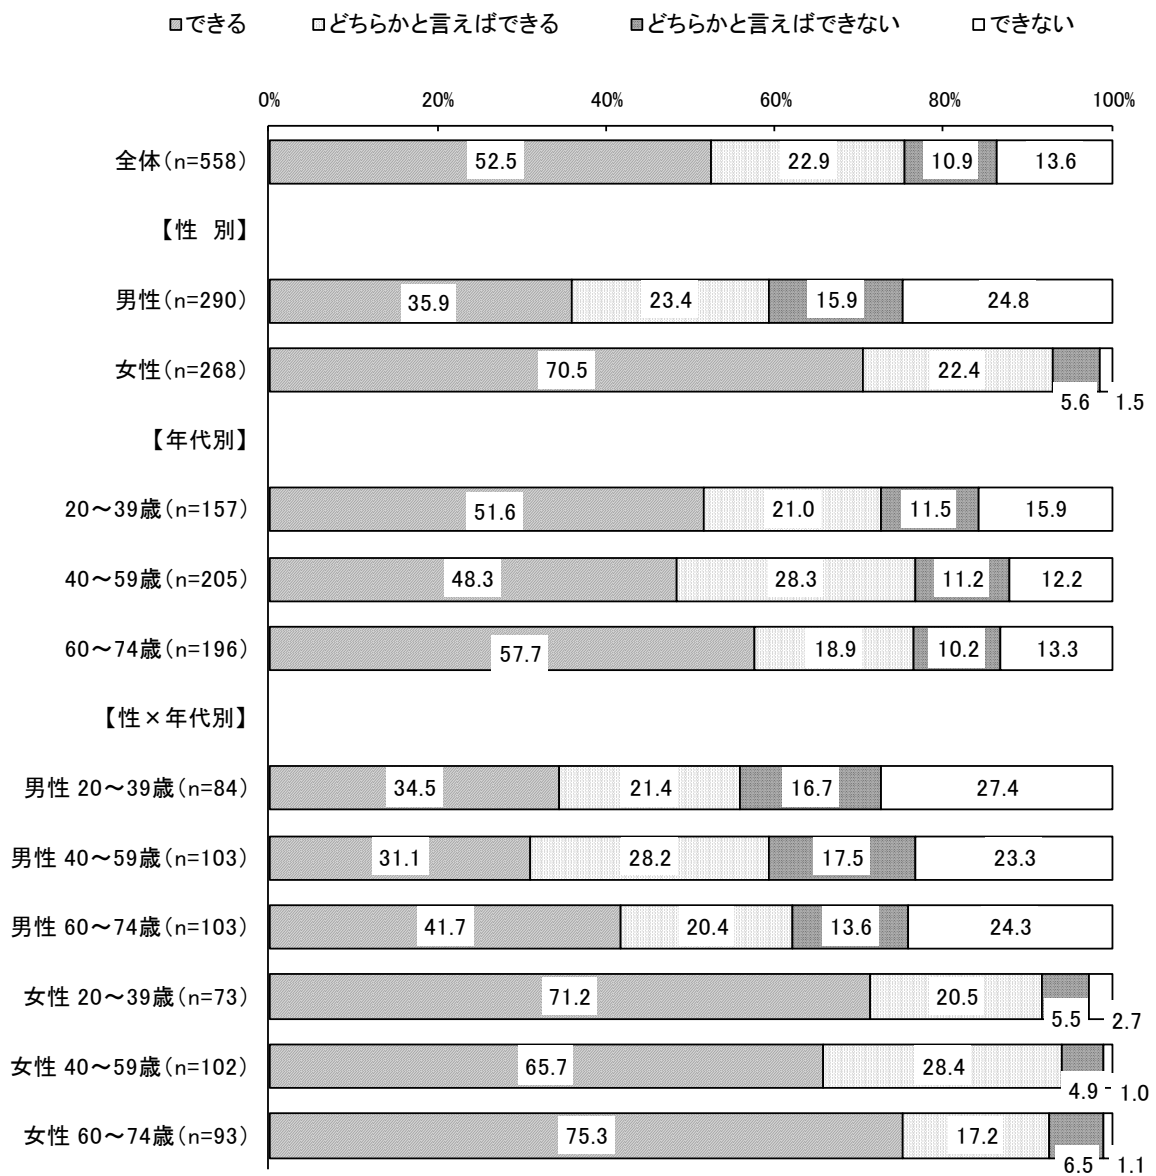 できる どちらかと言えばできる どちらかと言えばできない できない
0% 20% 40% 60% 80% 100%
全体(n=558) 52.5 22.9 10.9 13.6
【性 別】
男性(n=290) 35.9 23.4 15.9 24.8
女性(n=268) 70.5 22.4 5.6 1.5
【年代別】
20～39歳(n=157) 51.6 21.0 11.5 15.9
40～59歳(n=205) 48.3 28.3 11.2 12.2
60～74歳(n=196) 57.7 18.9 10.2 13.3
【性×年代別】
男性 20～39歳(n=84) 34.5 21.4 16.7 27.4
男性 40～59歳(n=103) 31.1 28.2 17.5 23.3
男性 60～74歳(n=103) 41.7 20.4 13.6 24.3
女性 20～39歳(n=73) 71.2 20.5 5.5 2.7
女性 40～59歳(n=102) 65.7 28.4 4.9 1.0
女性 60～74歳(n=93) 75.3 17.2 6.5 1.1